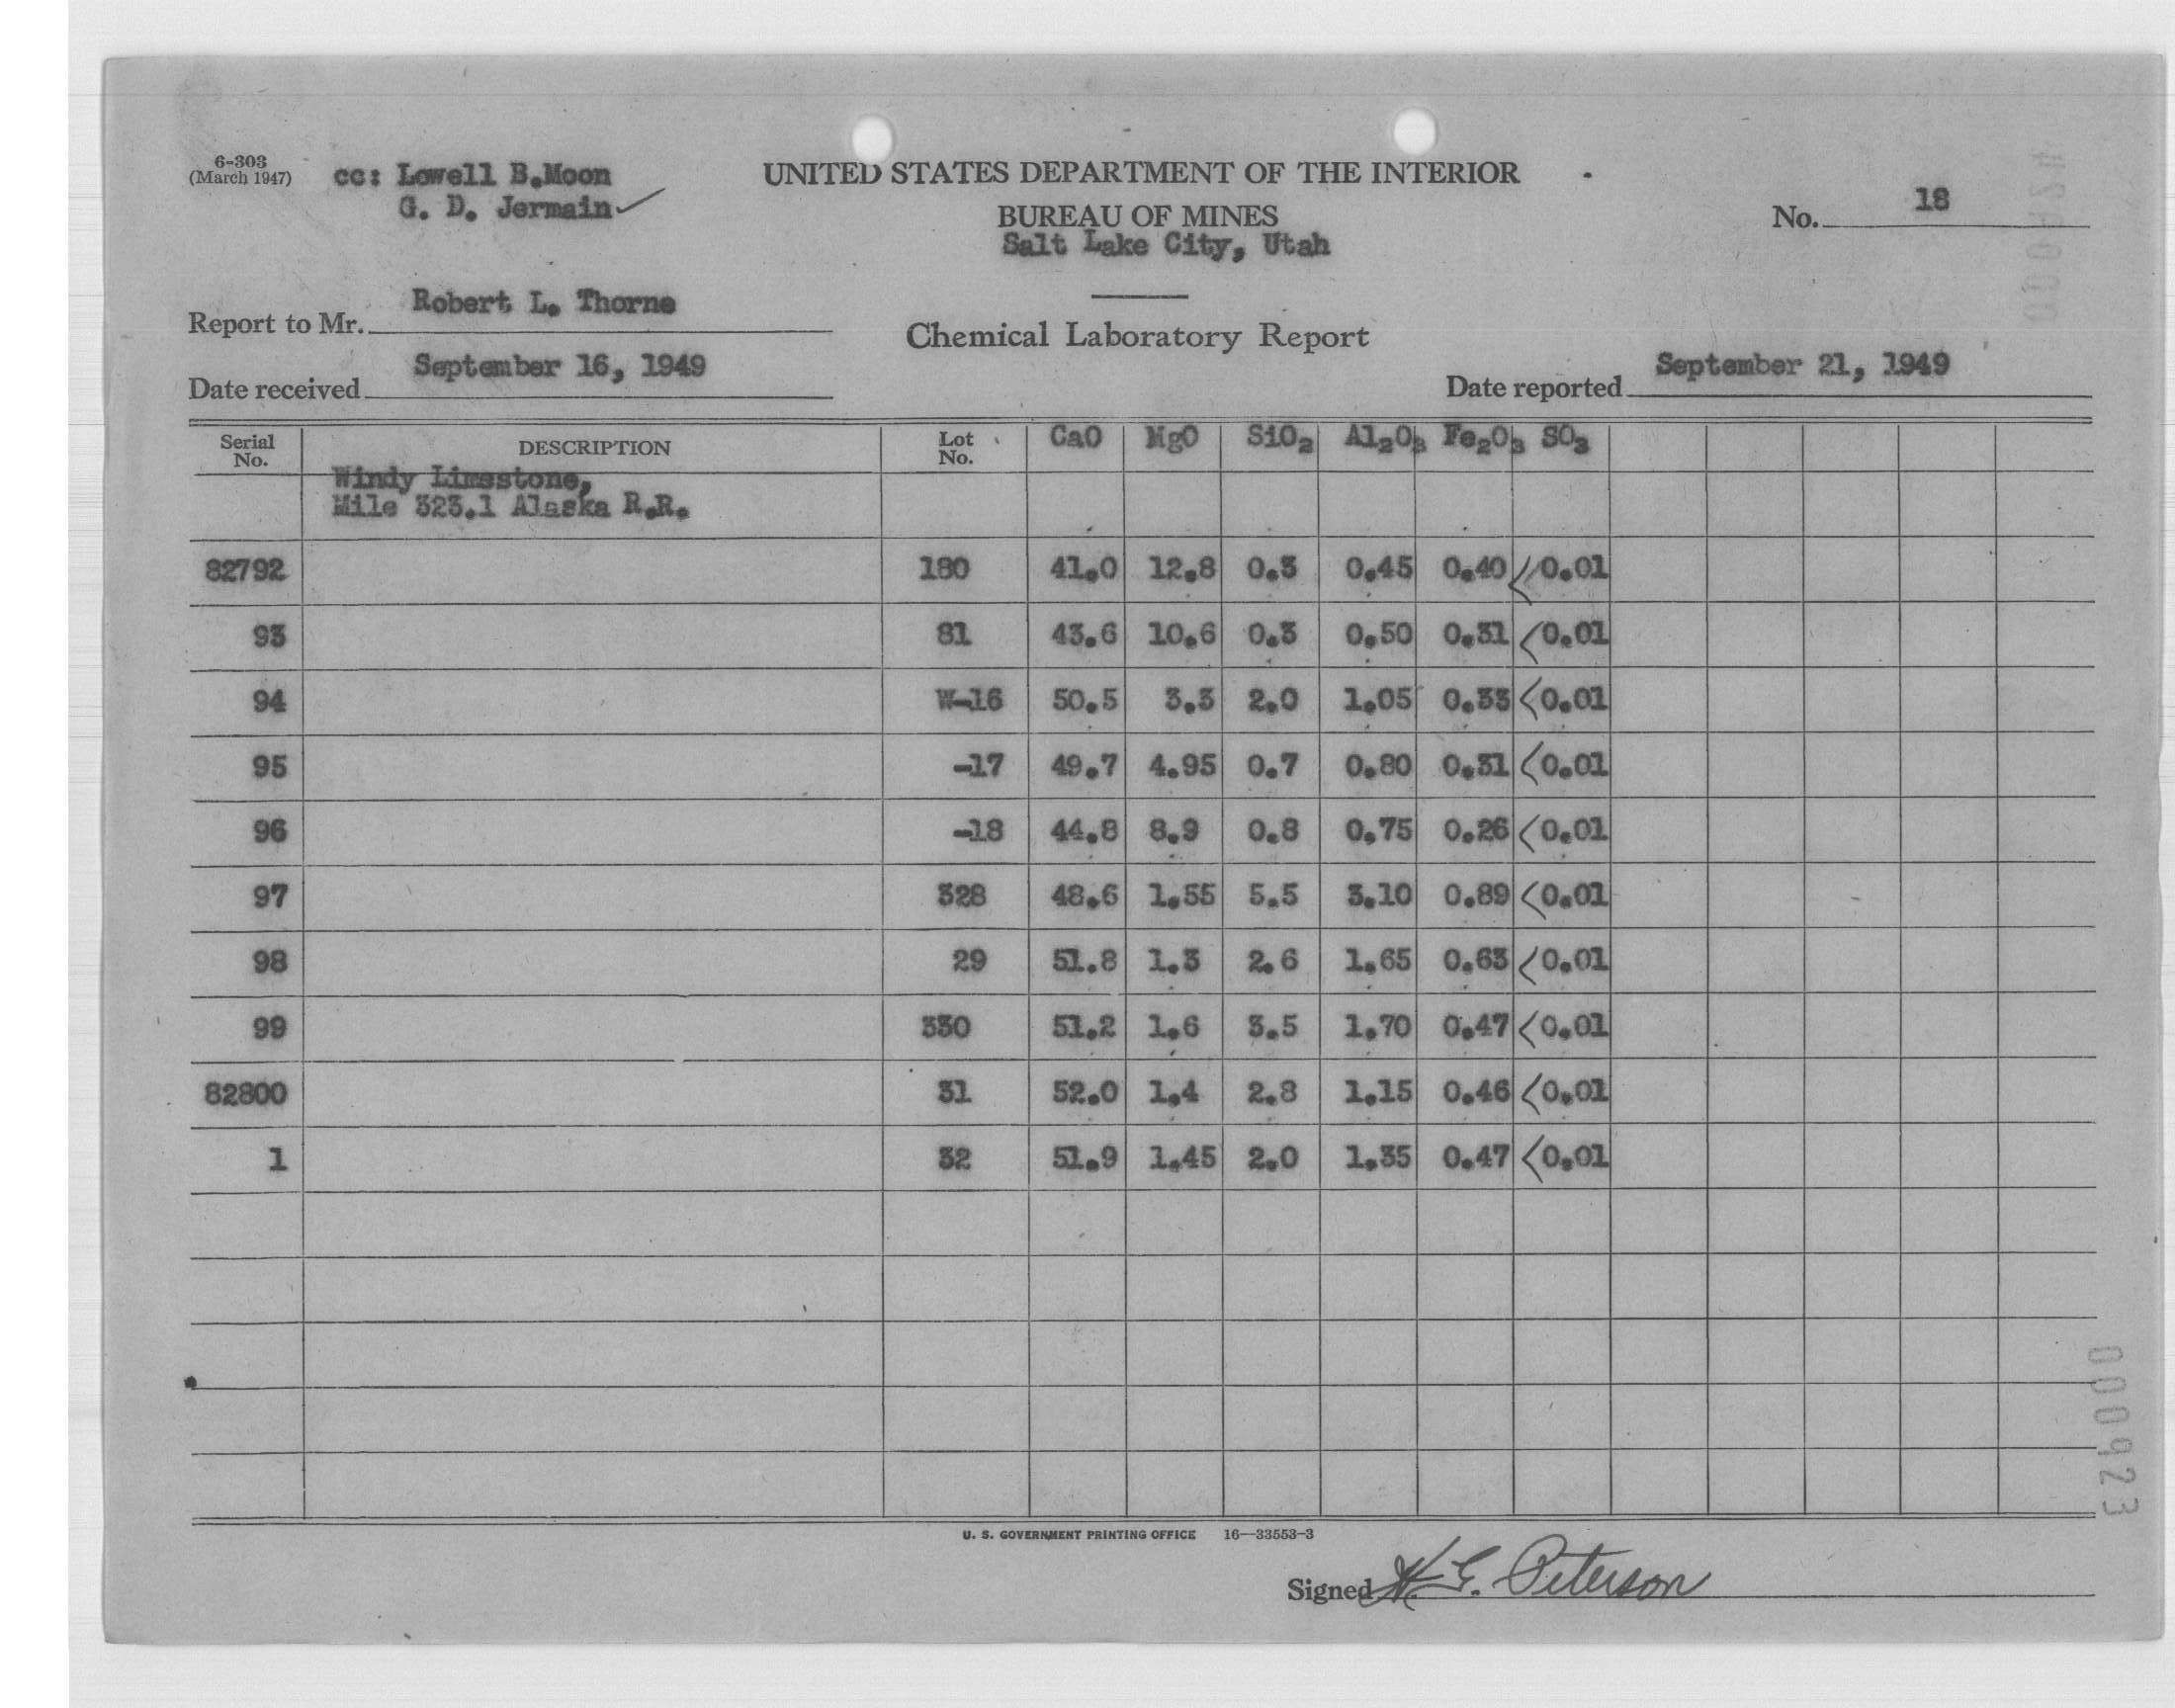 6-303
(March 1947)
cc: Lowell B.Moon
G. D. Jermain
UNITED STATES DEPARTMENT OF THE INTERIOR
BUREAU OF MINES
Salt Lake City, Utah
No. 18
Report to Mr. Robert L. Thorne
Chemical Laboratory Report
Date received September 16, 1949
Date reported September 21, 1949
Serial No. DESCRIPTION Lot No. CaO MgO SiO₂ Al₂O₃ Fe₂O₃ SO₃
Windy Limestone,
Mile 323.1 Alaska R.R.
82792 180 41.0 12.8 0.3 0.45 0.40 <0.01
93 81 43.6 10.6 0.3 0.50 0.31 <0.01
94 W-16 50.5 3.3 2.0 1.05 0.33 <0.01
95 -17 49.7 4.95 0.7 0.80 0.31 <0.01
96 -18 44.8 8.9 0.8 0.75 0.26 <0.01
97 328 48.6 1.55 5.5 3.10 0.89 <0.01
98 29 51.8 1.3 2.6 1.65 0.63 <0.01
99 330 51.2 1.6 3.5 1.70 0.47 <0.01
82800 31 52.0 1.4 2.8 1.15 0.46 <0.01
1 32 51.9 1.45 2.0 1.35 0.47 <0.01
000923
U. S. GOVERNMENT PRINTING OFFICE 16—33553-3
Signed H. G. Peterson